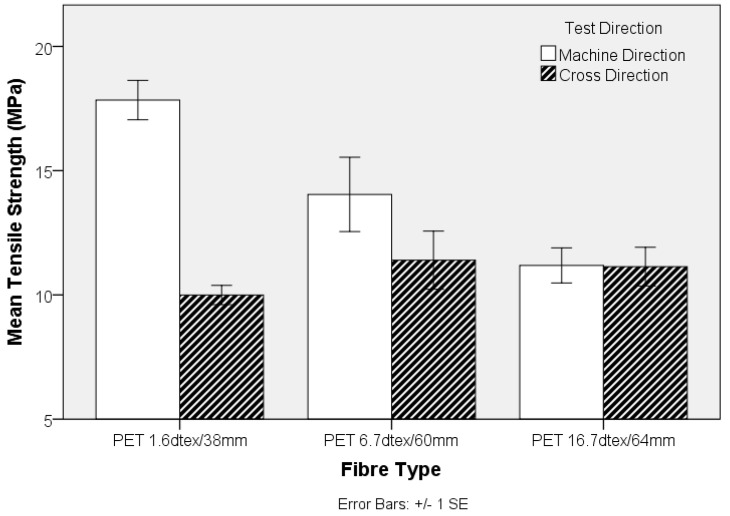 Test Direction
Machine Direction
Cross Direction
Mean Tensile Strength (MPa)
20
15
10
5
PET 1.6dtex/38mm
PET 6.7dtex/60mm
PET 16.7dtex/64mm
Fibre Type
Error Bars: +/- 1 SE